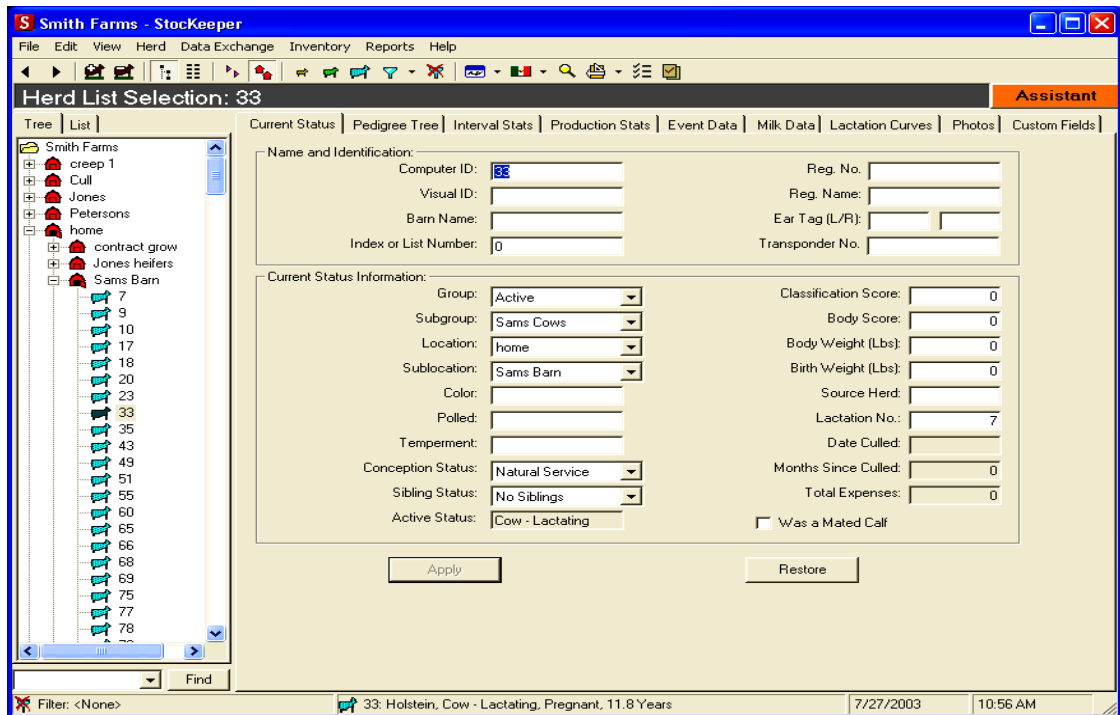 Smith Farms - StocKeeper
File Edit View Herd Data Exchange Inventory Reports Help
Herd List Selection: 33
Assistant
Tree List
Current Status Pedigree Tree Interval Stats Production Stats Event Data Milk Data Lactation Curves Photos Custom Fields
Smith Farms
creep 1
Cull
Jones
Petersons
home
contract grow
Jones heifers
Sams Barn
7
9
10
17
18
20
23
33
35
43
49
51
55
60
65
66
68
69
75
77
78
Find
Name and Identification:
Computer ID: 33
Visual ID:
Barn Name:
Index or List Number: 0
Reg. No.
Reg. Name:
Ear Tag (L/R):
Transponder No.
Current Status Information:
Group: Active
Subgroup: Sams Cows
Location: home
Sublocation: Sams Barn
Color:
Polled:
Temperment:
Conception Status: Natural Service
Sibling Status: No Siblings
Active Status: Cow - Lactating
Classification Score: 0
Body Score: 0
Body Weight (Lbs): 0
Birth Weight (Lbs): 0
Source Herd:
Lactation No.: 7
Date Culled:
Months Since Culled: 0
Total Expenses: 0
Was a Mated Calf
Apply
Restore
Filter: <None>
33: Holstein, Cow - Lactating, Pregnant, 11.8 Years
7/27/2003
10:56 AM